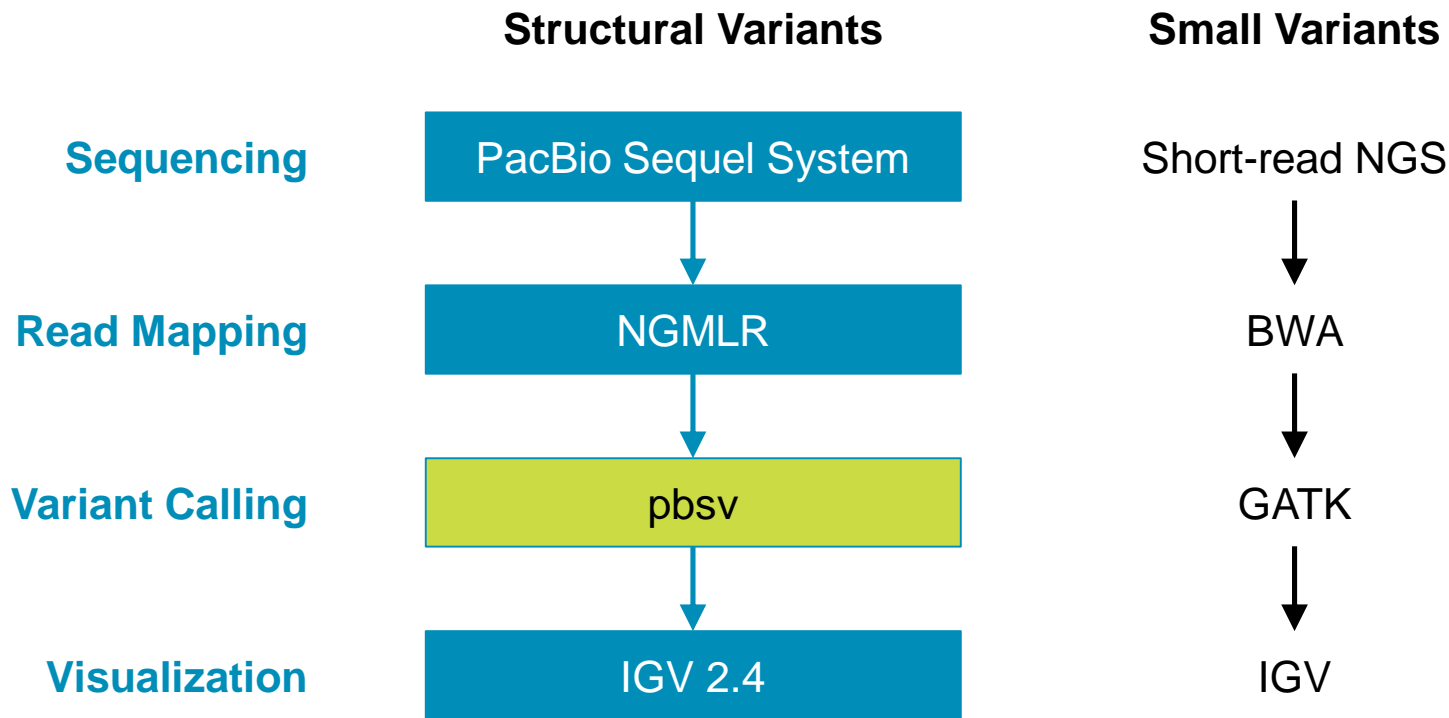 Structural Variants
Small Variants
Sequencing
PacBio Sequel System
Short-read NGS
Read Mapping
NGMLR
BWA
Variant Calling
pbsv
GATK
Visualization
IGV 2.4
IGV